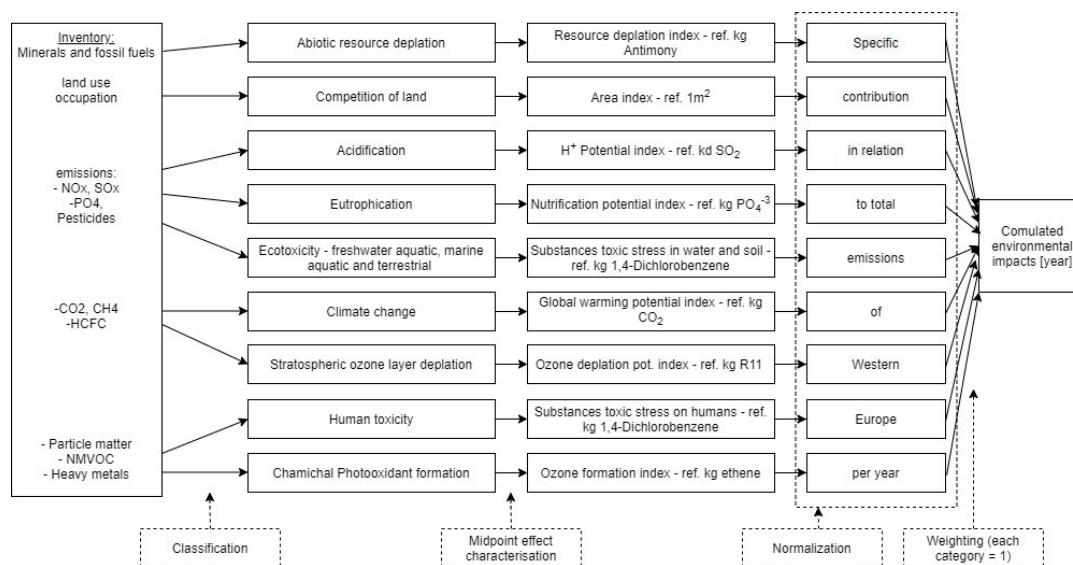 Inventory:
Minerals and fossil fuels
land use
occupation
emissions:
- NOx, SOx
-PO4,
Pesticides
-CO2, CH4
-HCFC
- Particle matter
- NMVOC
- Heavy metals
Abiotic resource deplation
Competition of land
Acidification
Eutrophication
Ecotoxicity - freshwater aquatic, marine
aquatic and terrestrial
Climate change
Stratospheric ozone layer deplation
Human toxicity
Chamichal Photooxidant formation
Resource deplation index - ref. kg
Antimony
Area index - ref. 1m²
H⁺ Potential index - ref. kd SO₂
Nutrification potential index - ref. kg PO₄⁻³
Substances toxic stress in water and soil -
ref. kg 1,4-Dichlorobenzene
Global warming potential index - ref. kg
CO₂
Ozone deplation pot. index - ref. kg R11
Substances toxic stress on humans - ref.
kg 1,4-Dichlorobenzene
Ozone formation index - ref. kg ethene
Specific
contribution
in relation
to total
emissions
of
Western
Europe
per year
Comulated
environmental
impacts [year]
Classification
Midpoint effect
characterisation
Normalization
Weighting (each
category = 1)